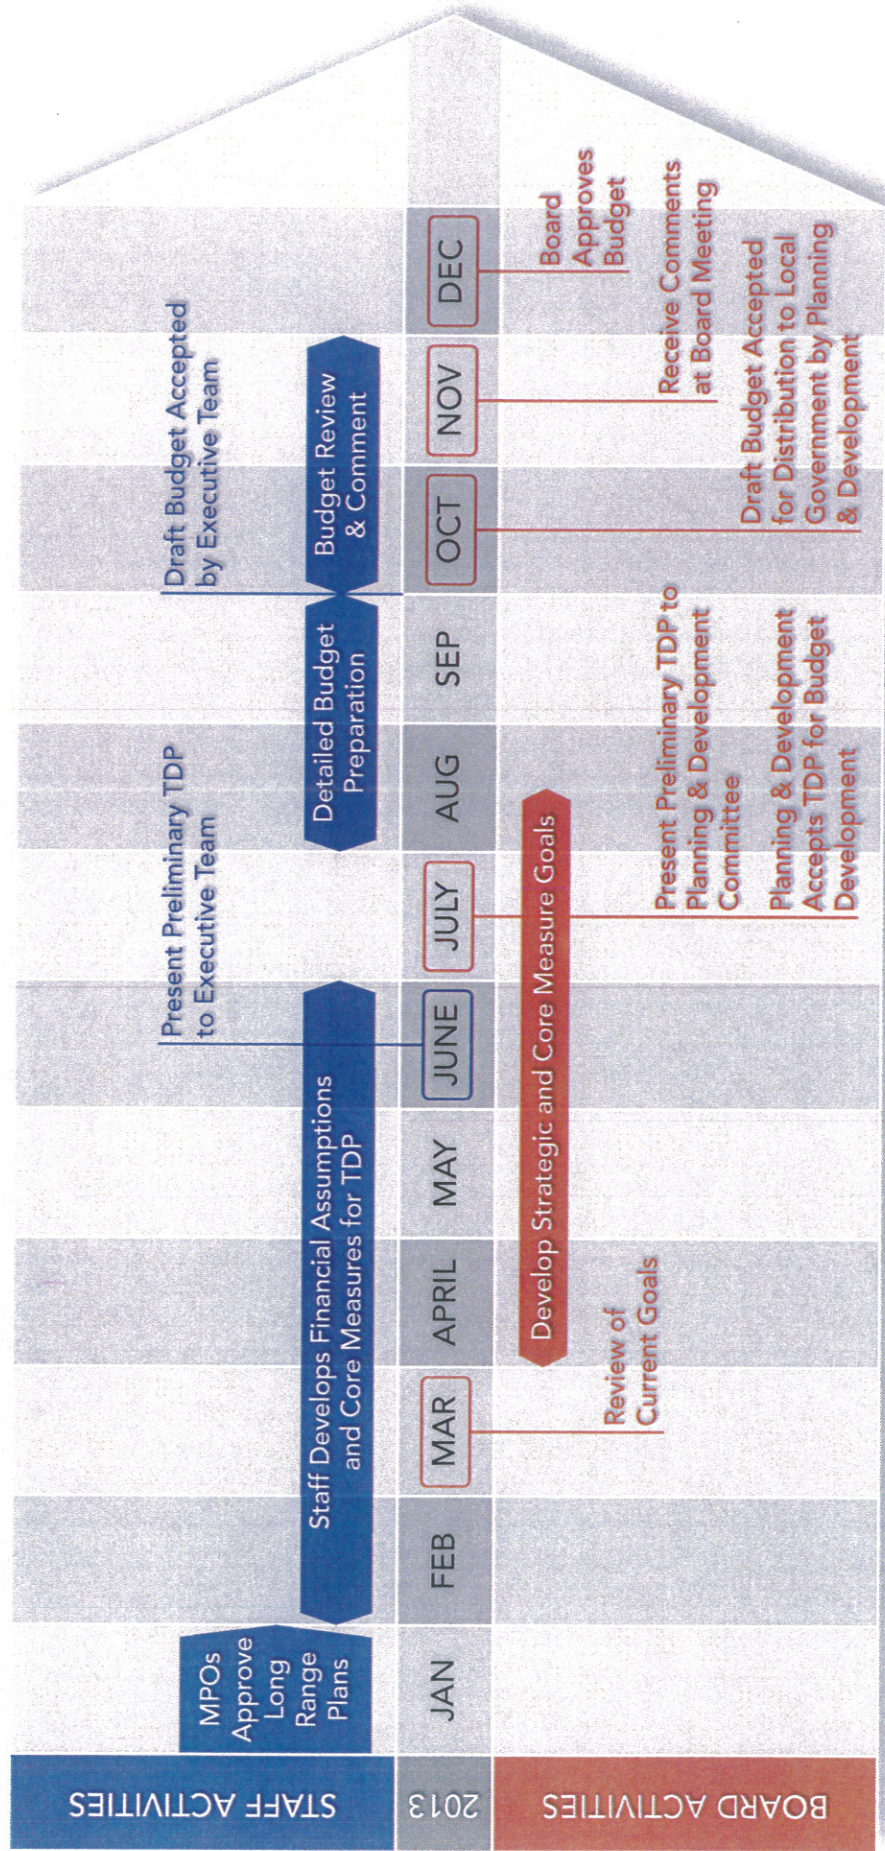 STAFF ACTIVITIES
MPOs
Approve
Long
Range
Plans
Staff Develops Financial Assumptions
and Core Measures for TDP
Present Preliminary TDP
to Executive Team
Detailed Budget
Preparation
Draft Budget Accepted
by Executive Team
Budget Review
& Comment
2013
JAN
FEB
MAR
APRIL
MAY
JUNE
JULY
AUG
SEP
OCT
NOV
DEC
BOARD ACTIVITIES
Review of
Current Goals
Develop Strategic and Core Measure Goals
Present Preliminary TDP to
Planning & Development
Committee
Planning & Development
Accepts TDP for Budget
Development
Draft Budget Accepted
for Distribution to Local
Government by Planning
& Development
Receive Comments
at Board Meeting
Board
Approves
Budget